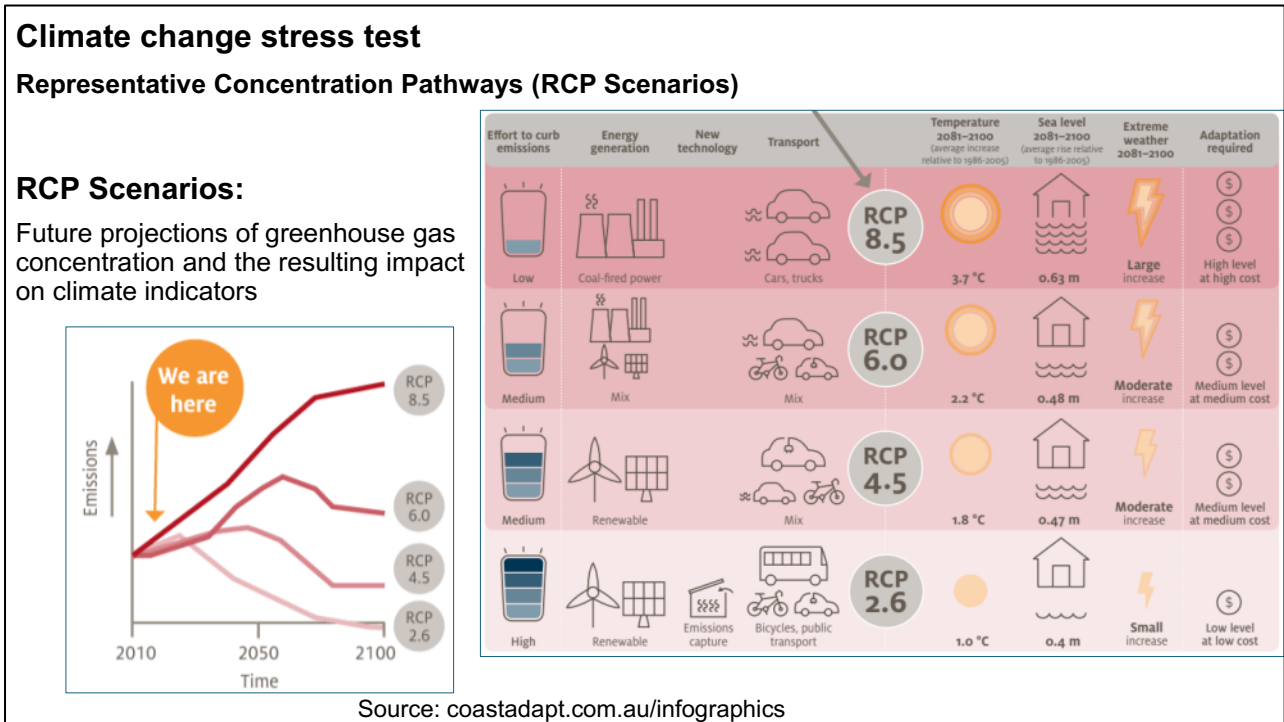 Climate change stress test
Representative Concentration Pathways (RCP Scenarios)
RCP Scenarios:
Future projections of greenhouse gas
concentration and the resulting impact
on climate indicators
We are
here
Emissions
RCP
8.5
RCP
6.0
RCP
4.5
RCP
2.6
2010
2050
2100
Time
Effort to curb
emissions
Energy
generation
New
technology
Transport
Temperature
2081–2100
(average increase
relative to 1986-2005)
Sea level
2081–2100
(average rise relative
to 1986-2005)
Extreme
weather
2081–2100
Adaptation
required
Low
Coal-fired power
Cars, trucks
RCP
8.5
3.7 °C
0.63 m
Large
increase
$
$
$
High level
at high cost
Medium
Mix
Mix
RCP
6.0
2.2 °C
0.48 m
Moderate
increase
$
$
Medium level
at medium cost
Medium
Renewable
Mix
RCP
4.5
1.8 °C
0.47 m
Moderate
increase
$
$
Medium level
at medium cost
High
Renewable
Emissions
capture
Bicycles, public
transport
RCP
2.6
1.0 °C
0.4 m
Small
increase
$
Low level
at low cost
Source: coastadapt.com.au/infographics